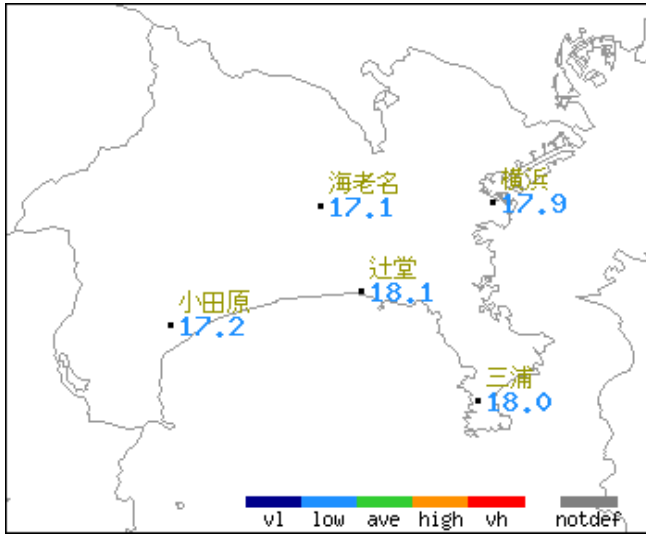 海老名
17.1
横浜
17.9
辻堂
18.1
小田原
17.2
三浦
18.0
vl low ave high vh notdef